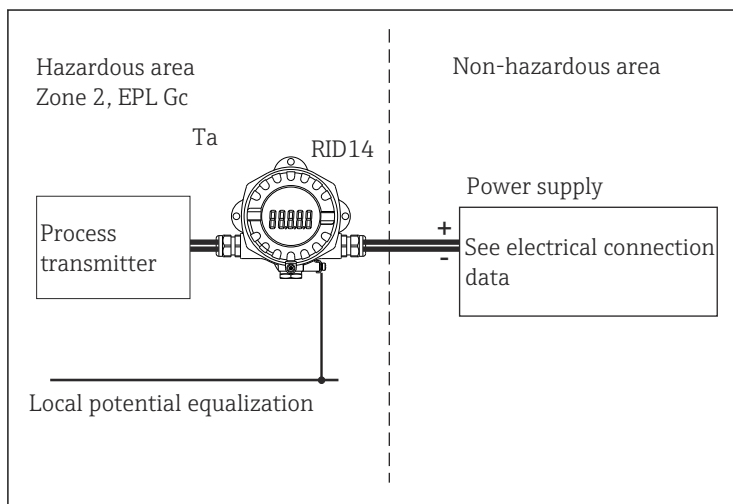 Hazardous area
Zone 2, EPL Gc
Non-hazardous area
Ta
RID14
Power supply
Process
transmitter
+
-
See electrical connection
data
Local potential equalization